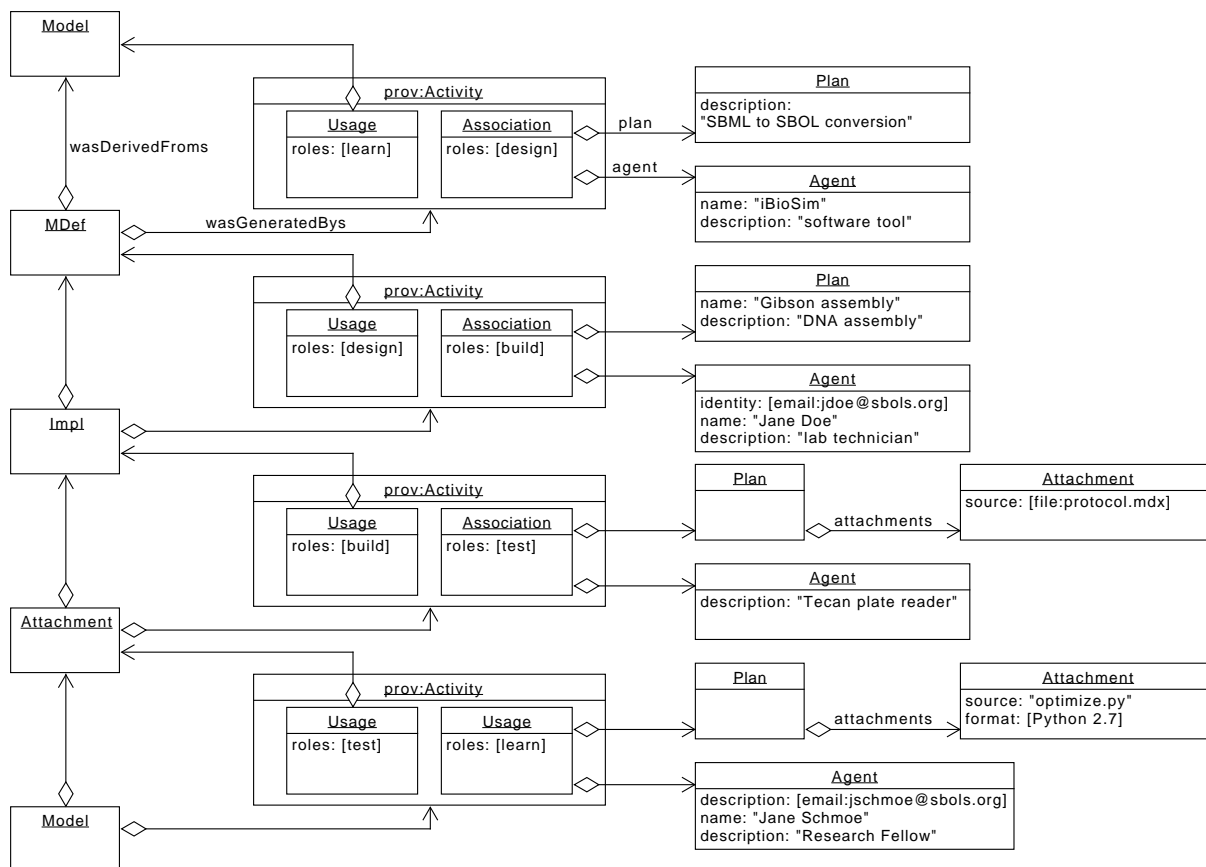 Model
prov:Activity
Usage
roles: [learn]
Association
roles: [design]
plan
agent
Plan
description:
"SBML to SBOL conversion"
Agent
name: "iBioSim"
description: "software tool"
wasDerivedFroms
MDef
wasGeneratedBys
prov:Activity
Usage
roles: [design]
Association
roles: [build]
Plan
name: "Gibson assembly"
description: "DNA assembly"
Agent
identity: [email:jdoe@sbols.org]
name: "Jane Doe"
description: "lab technician"
Impl
prov:Activity
Usage
roles: [build]
Association
roles: [test]
Plan
attachments
Attachment
source: [file:protocol.mdx]
Agent
description: "Tecan plate reader"
Attachment
prov:Activity
Usage
roles: [test]
Usage
roles: [learn]
Plan
attachments
Attachment
source: "optimize.py"
format: [Python 2.7]
Agent
description: [email:jschmoe@sbols.org]
name: "Jane Schmoe"
description: "Research Fellow"
Model